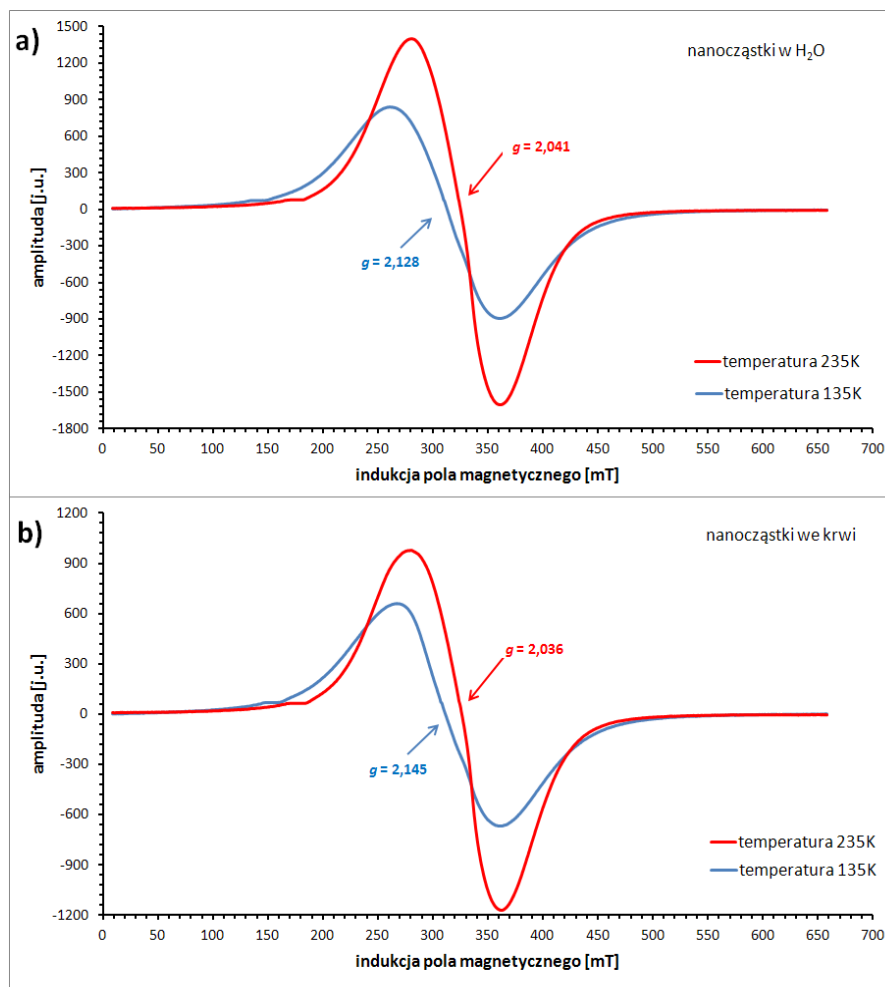 a)
nanocząstki w H₂O
1500
1200
900
600
300
0
-300
-600
-900
-1200
-1500
-1800
amplituda [j.u.]
g = 2,041
g = 2,128
temperatura 235K
temperatura 135K
0 50 100 150 200 250 300 350 400 450 500 550 600 650 700
indukcja pola magnetycznego [mT]
b)
nanocząstki we krwi
1200
900
600
300
0
-300
-600
-900
-1200
amplituda [j.u.]
g = 2,036
g = 2,145
temperatura 235K
temperatura 135K
0 50 100 150 200 250 300 350 400 450 500 550 600 650 700
indukcja pola magnetycznego [mT]